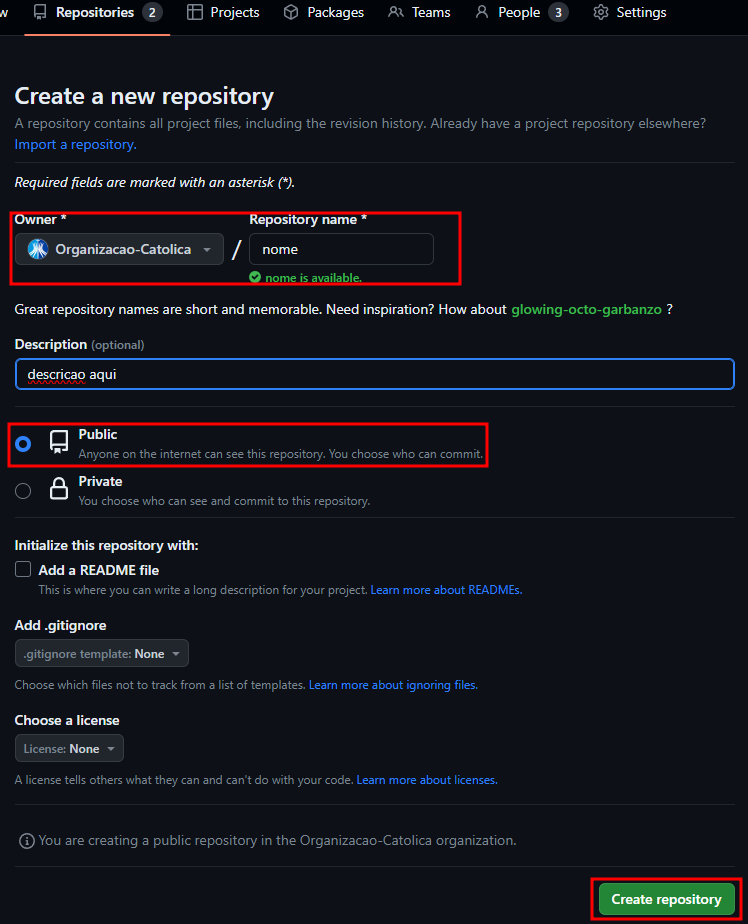 w Repositories 2 Projects Packages Teams People 3 Settings
Create a new repository
A repository contains all project files, including the revision history. Already have a project repository elsewhere?
Import a repository.
Required fields are marked with an asterisk (*).
Owner * Repository name *
Organizacao-Catolica / nome
nome is available.
Great repository names are short and memorable. Need inspiration? How about glowing-octo-garbanzo ?
Description (optional)
descricao aqui
Public
Anyone on the internet can see this repository. You choose who can commit.
Private
You choose who can see and commit to this repository.
Initialize this repository with:
Add a README file
This is where you can write a long description for your project. Learn more about READMEs.
Add .gitignore
.gitignore template: None
Choose which files not to track from a list of templates. Learn more about ignoring files.
Choose a license
License: None
A license tells others what they can and can't do with your code. Learn more about licenses.
You are creating a public repository in the Organizacao-Catolica organization.
Create repository